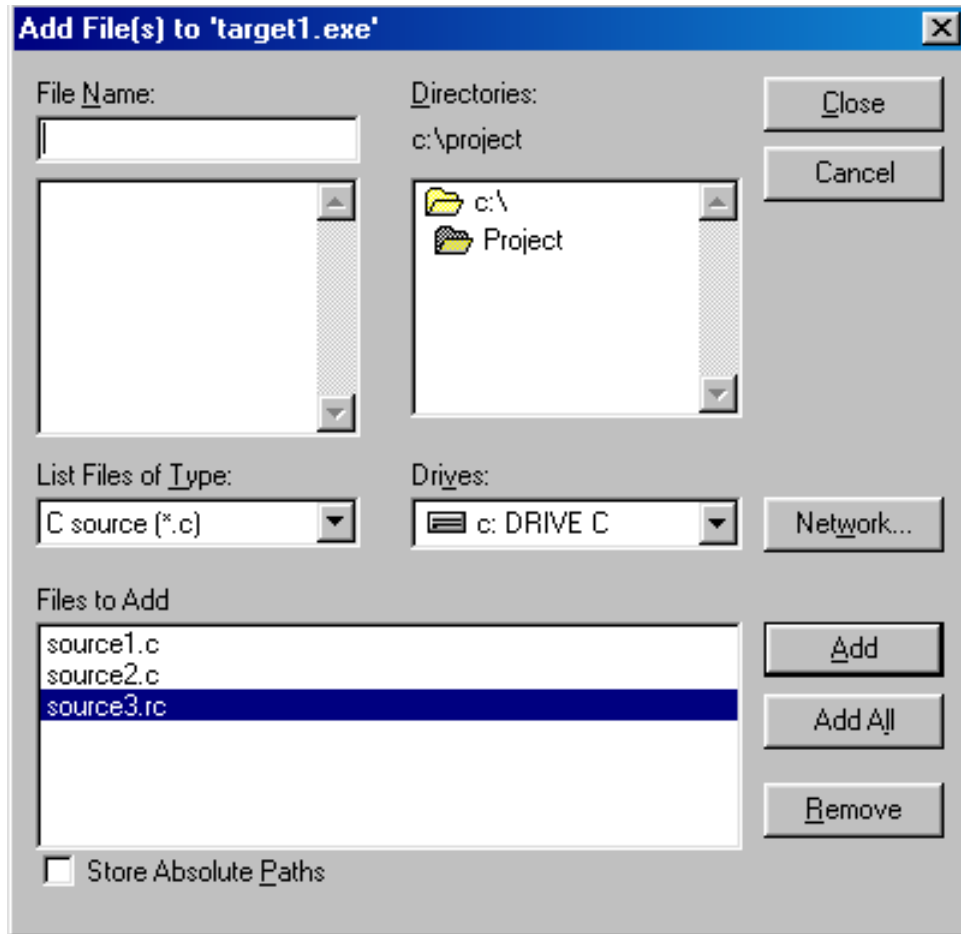 Add File(s) to 'target1.exe'
File Name:
Directories:
c:\project
Close
Cancel
c:\
Project
List Files of Type:
C source (*.c)
Drives:
c: DRIVE C
Network...
Files to Add
source1.c
source2.c
source3.rc
Add
Add All
Remove
Store Absolute Paths